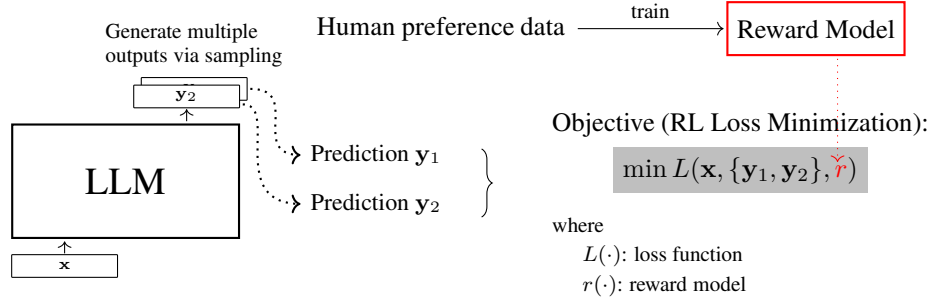 Generate multiple
outputs via sampling
Human preference data
train
Reward Model
y₂
LLM
x
Prediction y₁
Prediction y₂
Objective (RL Loss Minimization):
min L(x, {y₁, y₂}, r)
where
L(·): loss function
r(·): reward model